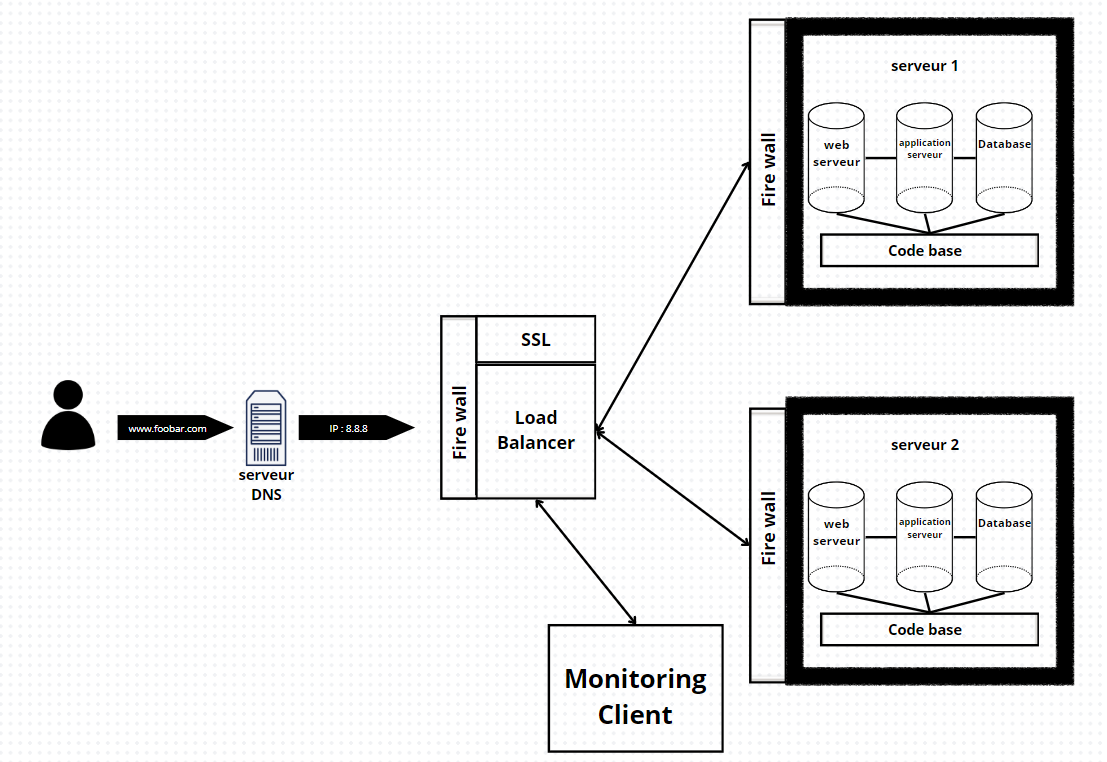 www.foobar.com
serveur
DNS
IP : 8.8.8
Fire wall
SSL
Load
Balancer
Monitoring
Client
Fire wall
serveur 1
web
serveur
application
serveur
Database
Code base
Fire wall
serveur 2
web
serveur
application
serveur
Database
Code base